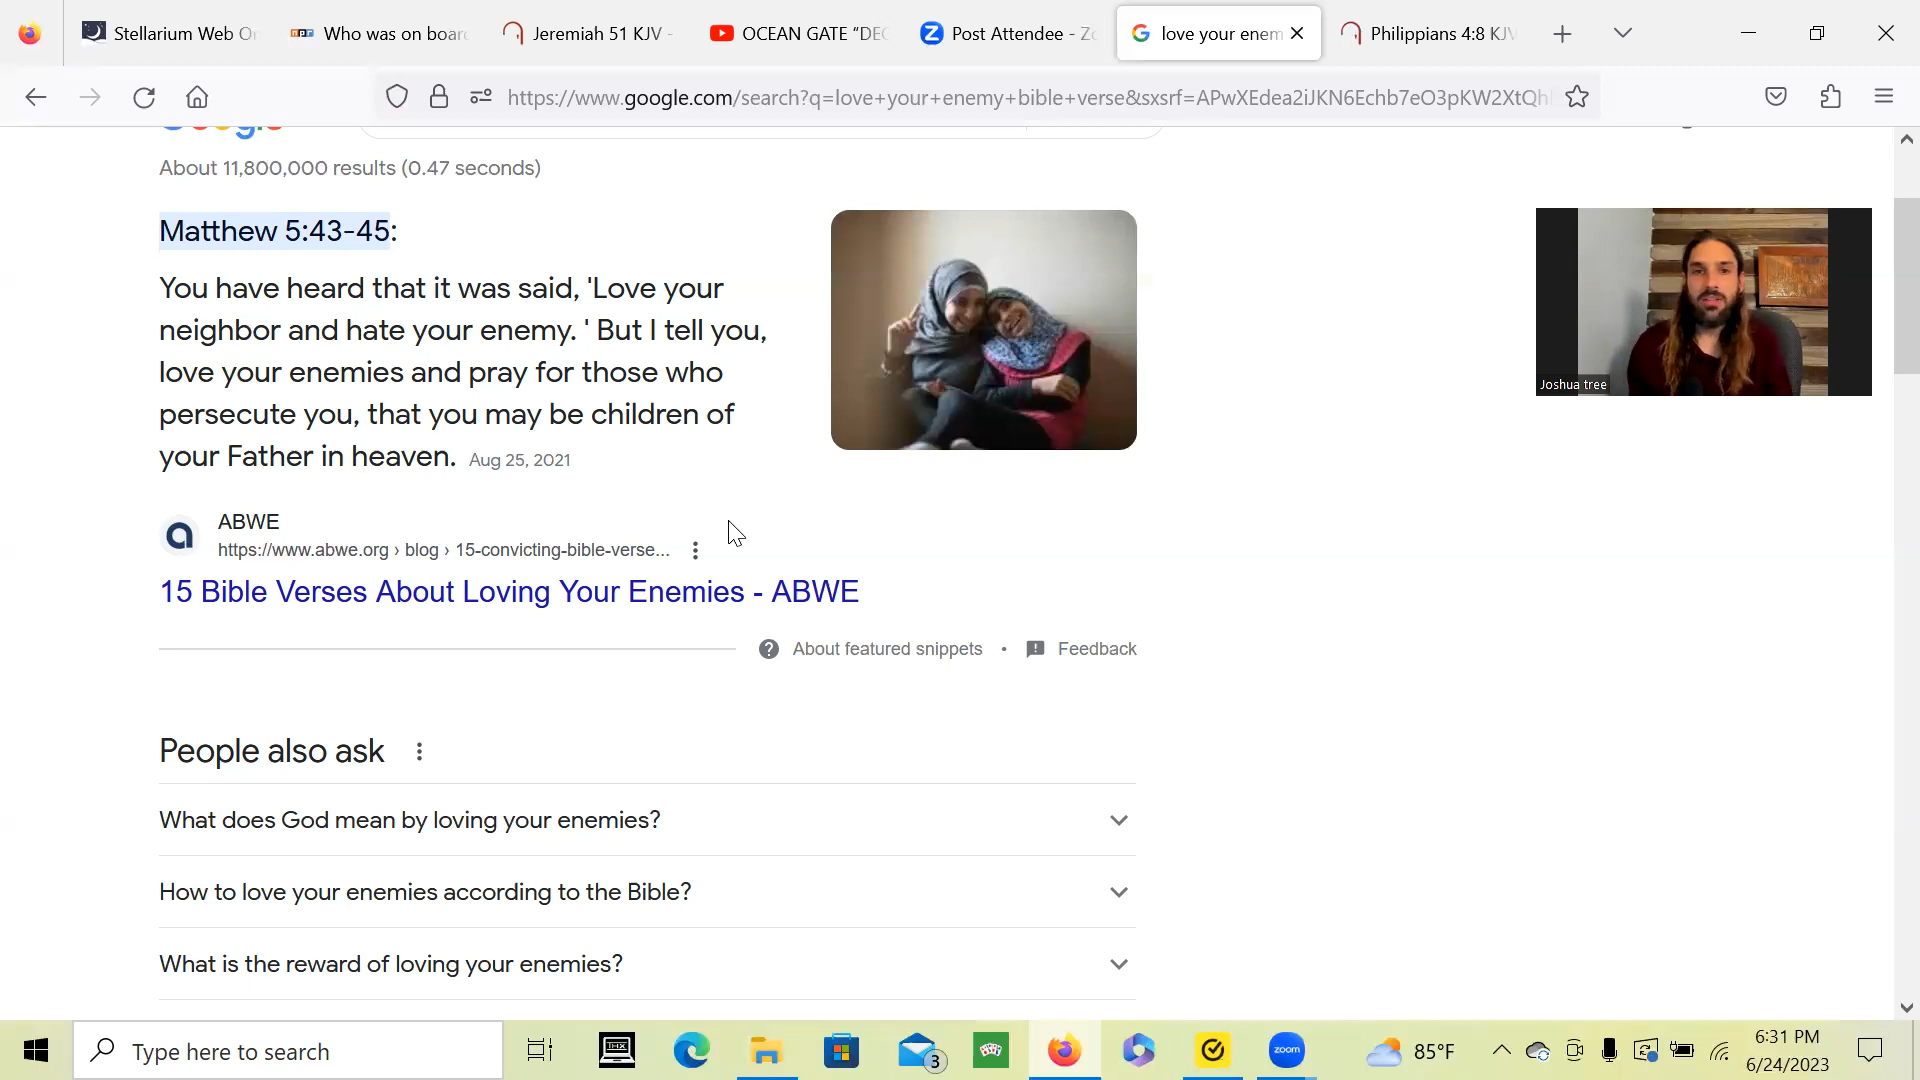 Stellarium Web On
npr Who was on boar
Jeremiah 51 KJV -
OCEAN GATE "DEC
Z Post Attendee - Zo
love your enem
Philippians 4:8 KJV
https://www.google.com/search?q=love+your+enemy+bible+verse&sxsrf=APwXEdea2iJKN6Echb7eO3pKW2XtQh
About 11,800,000 results (0.47 seconds)
Matthew 5:43-45:
You have heard that it was said, 'Love your
neighbor and hate your enemy. ' But I tell you,
love your enemies and pray for those who
persecute you, that you may be children of
your Father in heaven. Aug 25, 2021
Joshua tree
ABWE
https://www.abwe.org › blog › 15-convicting-bible-verse...
15 Bible Verses About Loving Your Enemies - ABWE
About featured snippets • Feedback
People also ask
What does God mean by loving your enemies?
How to love your enemies according to the Bible?
What is the reward of loving your enemies?
Type here to search
THX
3
zoom
85°F
6:31 PM
6/24/2023